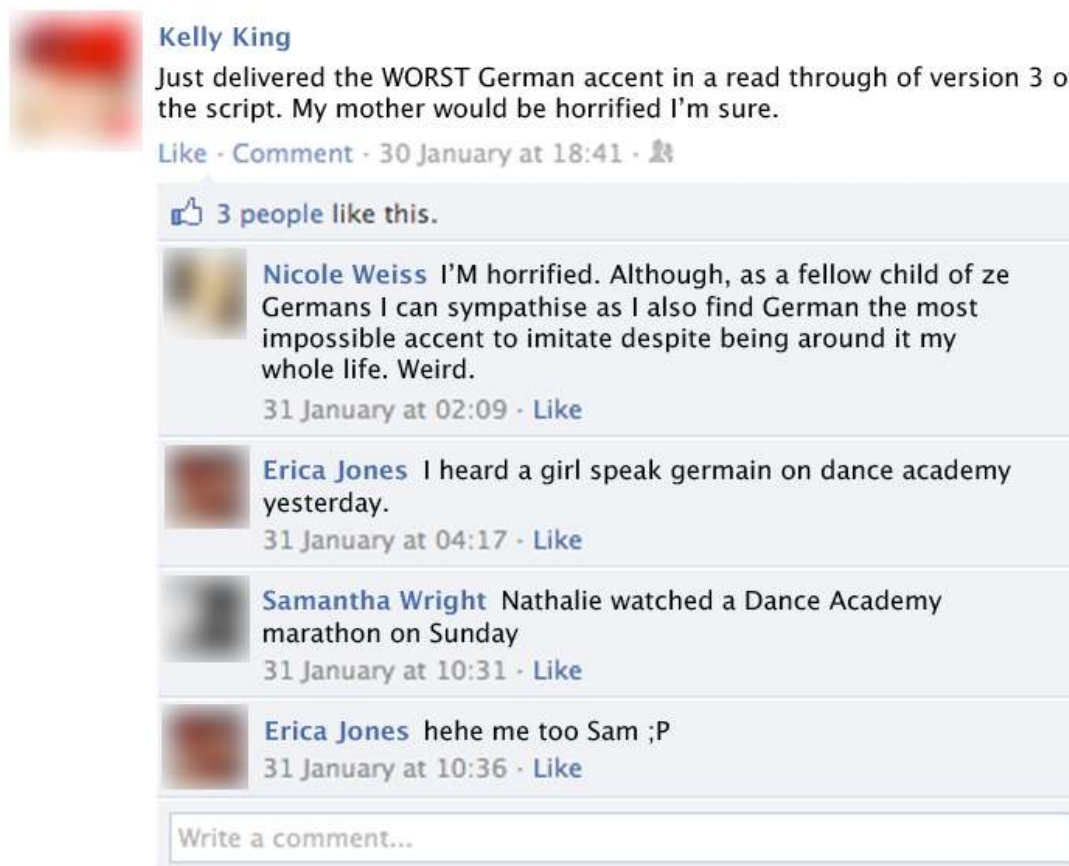 Kelly King
Just delivered the WORST German accent in a read through of version 3 o
the script. My mother would be horrified I'm sure.
Like · Comment · 30 January at 18:41 ·
3 people like this.
Nicole Weiss I'M horrified. Although, as a fellow child of ze
Germans I can sympathise as I also find German the most
impossible accent to imitate despite being around it my
whole life. Weird.
31 January at 02:09 · Like
Erica Jones I heard a girl speak germain on dance academy
yesterday.
31 January at 04:17 · Like
Samantha Wright Nathalie watched a Dance Academy
marathon on Sunday
31 January at 10:31 · Like
Erica Jones hehe me too Sam ;P
31 January at 10:36 · Like
Write a comment...